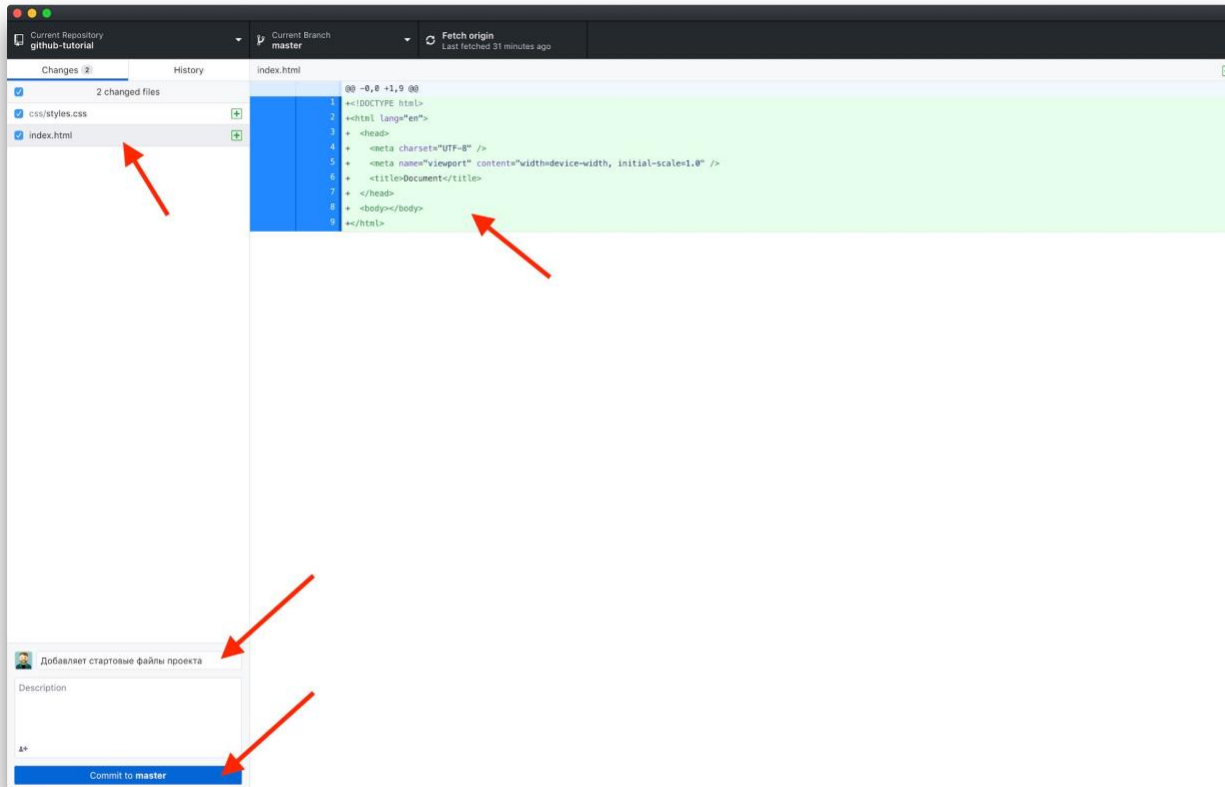 Current Repository
github-tutorial
Current Branch
master
Fetch origin
Last fetched 31 minutes ago
Changes 2
History
index.html
2 changed files
css/styles.css
index.html
@@ -0,0 +1,9 @@
1 +<!DOCTYPE html>
2 +<html lang="en">
3 +  <head>
4 +    <meta charset="UTF-8" />
5 +    <meta name="viewport" content="width=device-width, initial-scale=1.0" />
6 +    <title>Document</title>
7 +  </head>
8 +  <body></body>
9 +</html>
Добавляет стартовые файлы проекта
Description
Commit to master